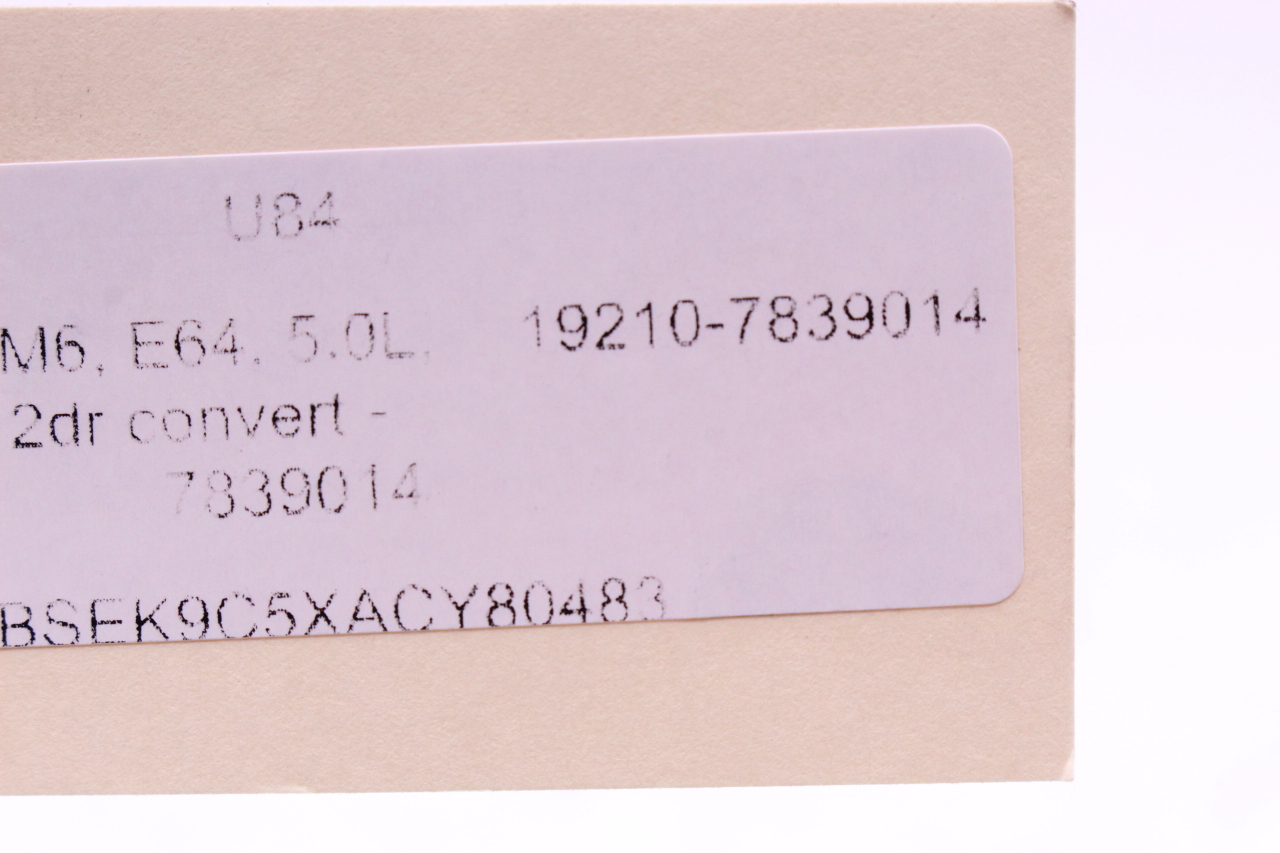 U84
M6, E64, 5.0L, 19210-7839014
2dr convert -
7839014
BSEK9C5XACY80483